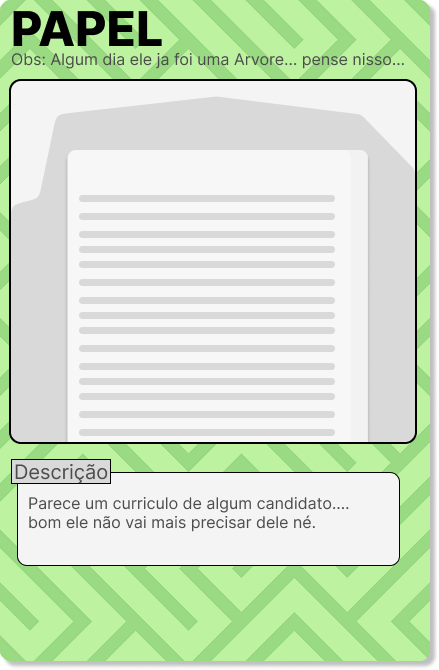 PAPEL
Obs: Algum dia ele ja foi uma Arvore... pense nisso...
Descrição
Parece um curriculo de algum candidato....
bom ele não vai mais precisar dele né.